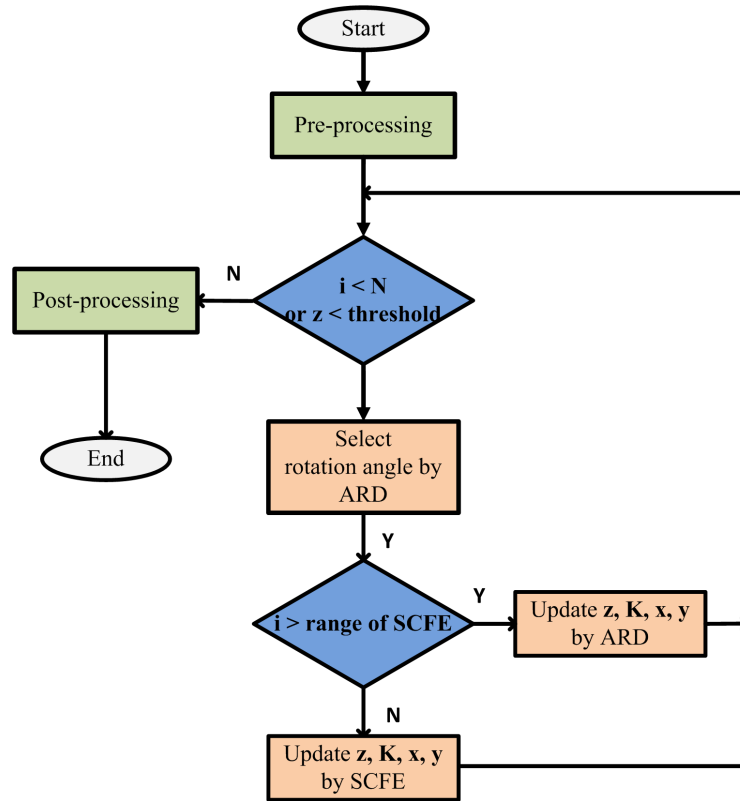 Start
Pre-processing
N
i < N
or z < threshold
Post-processing
End
Select
rotation angle by
ARD
Y
i > range of SCFE
Y
Update z, K, x, y
by ARD
N
Update z, K, x, y
by SCFE